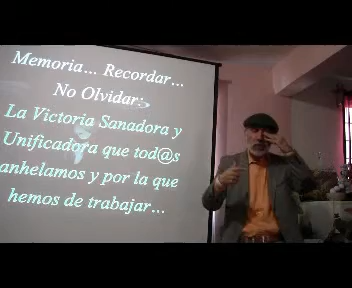 Memoria... Recordar...
No Olvidar:
La Victoria Sanadora y
Unificadora que tod@s
anhelamos y por la que
hemos de trabajar...